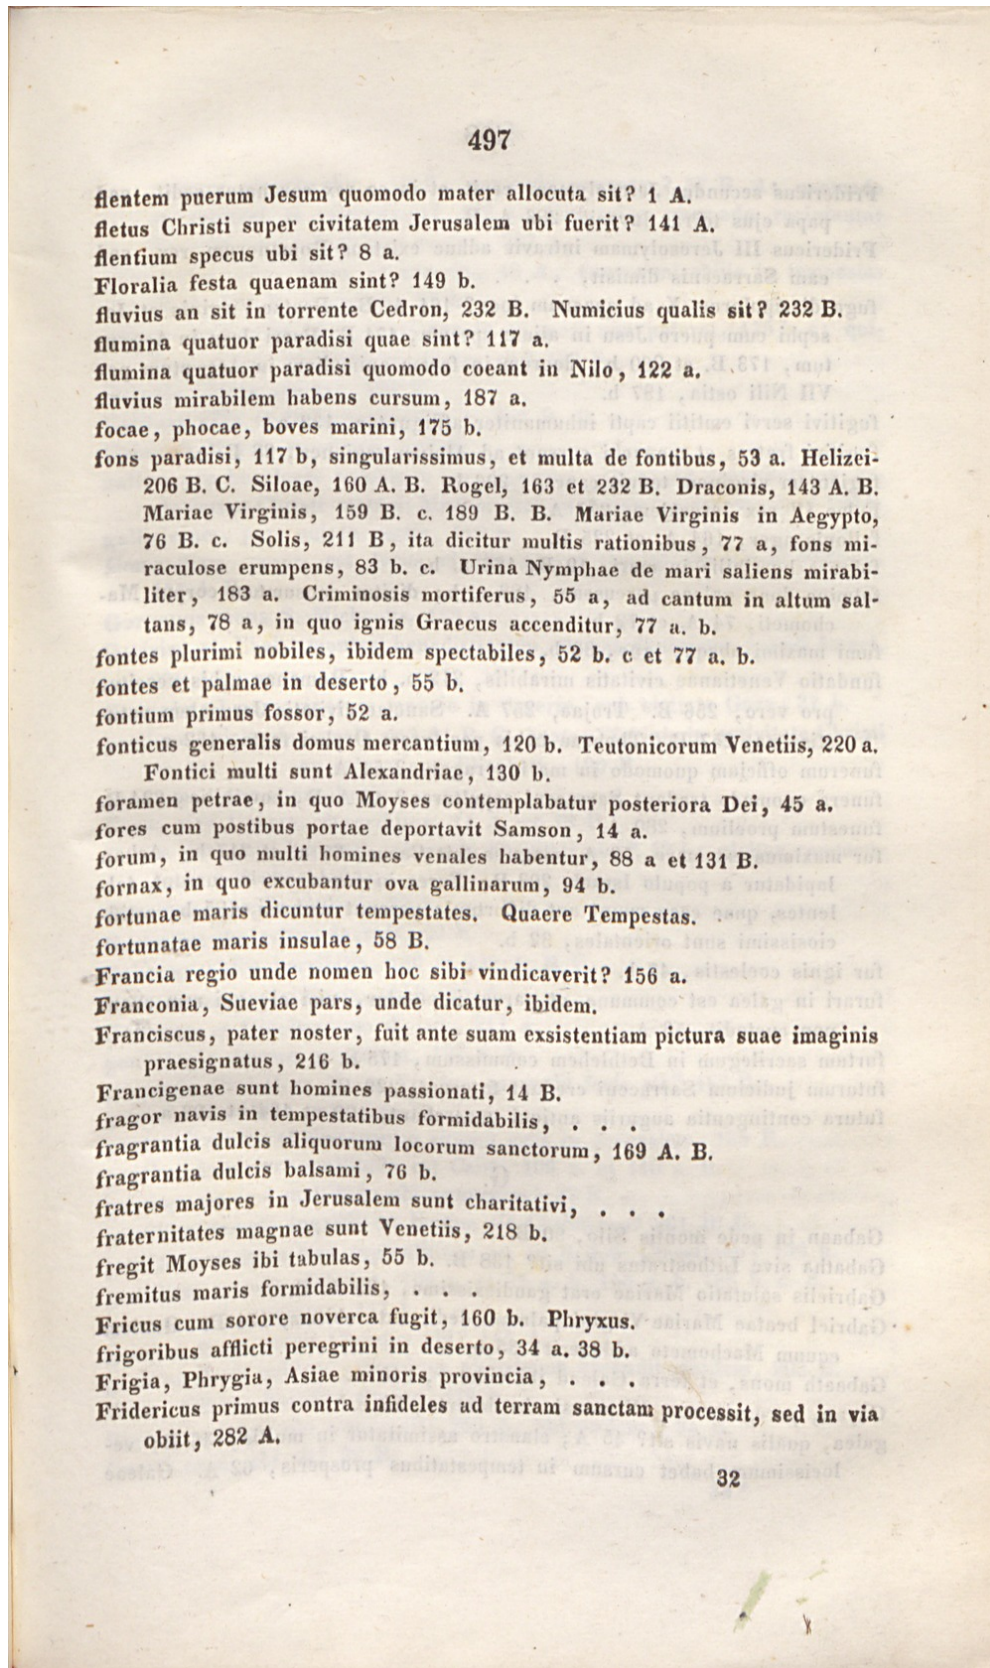 497
flentem puerum Jesum quomodo mater allocuta sit? 1 A.
fletus Christi super civitatem Jerusalem ubi fuerit? 141 A.
flentium specus ubi sit? 8 a.
Floralia festa quaenam sint? 149 b.
fluvius an sit in torrente Cedron, 232 B. Numicius qualis sit? 232 B.
flumina quatuor paradisi quae sint? 117 a.
flumina quatuor paradisi quomodo coeant in Nilo, 122 a.
fluvius mirabilem habens cursum, 187 a.
focae, phocae, boves marini, 175 b.
fons paradisi, 117 b, singularissimus, et multa de fontibus, 53 a. Helizei-
206 B. C. Siloae, 160 A. B. Rogel, 163 et 232 B. Draconis, 143 A. B.
Mariae Virginis, 159 B. c. 189 B. B. Mariae Virginis in Aegypto,
76 B. c. Solis, 211 B, ita dicitur multis rationibus, 77 a, fons mi-
raculose erumpens, 83 b. c. Urina Nymphae de mari saliens mirabi-
liter, 183 a. Criminosis mortiferus, 55 a, ad cantum in altum sal-
tans, 78 a, in quo ignis Graecus accenditur, 77 a. b.
fontes plurimi nobiles, ibidem spectabiles, 52 b. c et 77 a. b.
fontes et palmae in deserto, 55 b.
fontium primus fossor, 52 a.
fonticus generalis domus mercantium, 120 b. Teutonicorum Venetiis, 220 a.
Fontici multi sunt Alexandriae, 130 b.
foramen petrae, in quo Moyses contemplabatur posteriora Dei, 45 a.
fores cum postibus portae deportavit Samson, 14 a.
forum, in quo multi homines venales habentur, 88 a et 131 B.
fornax, in quo excubantur ova gallinarum, 94 b.
fortunae maris dicuntur tempestates. Quaere Tempestas.
fortunatae maris insulae, 58 B.
Francia regio unde nomen hoc sibi vindicaverit? 156 a.
Franconia, Sueviae pars, unde dicatur, ibidem.
Franciscus, pater noster, fuit ante suam exsistentiam pictura suae imaginis
praesignatus, 216 b.
Francigenae sunt homines passionati, 14 B.
fragor navis in tempestatibus formidabilis, . . .
fragrantia dulcis aliquorum locorum sanctorum, 169 A. B.
fragrantia dulcis balsami, 76 b.
fratres majores in Jerusalem sunt charitativi, . . .
fraternitates magnae sunt Venetiis, 218 b.
fregit Moyses ibi tabulas, 55 b.
fremitus maris formidabilis, . . .
Fricus cum sorore noverca fugit, 160 b. Phryxus.
frigoribus afflicti peregrini in deserto, 34 a. 38 b.
Frigia, Phrygia, Asiae minoris provincia, . . .
Fridericus primus contra infideles ad terram sanctam processit, sed in via
obiit, 282 A.
32